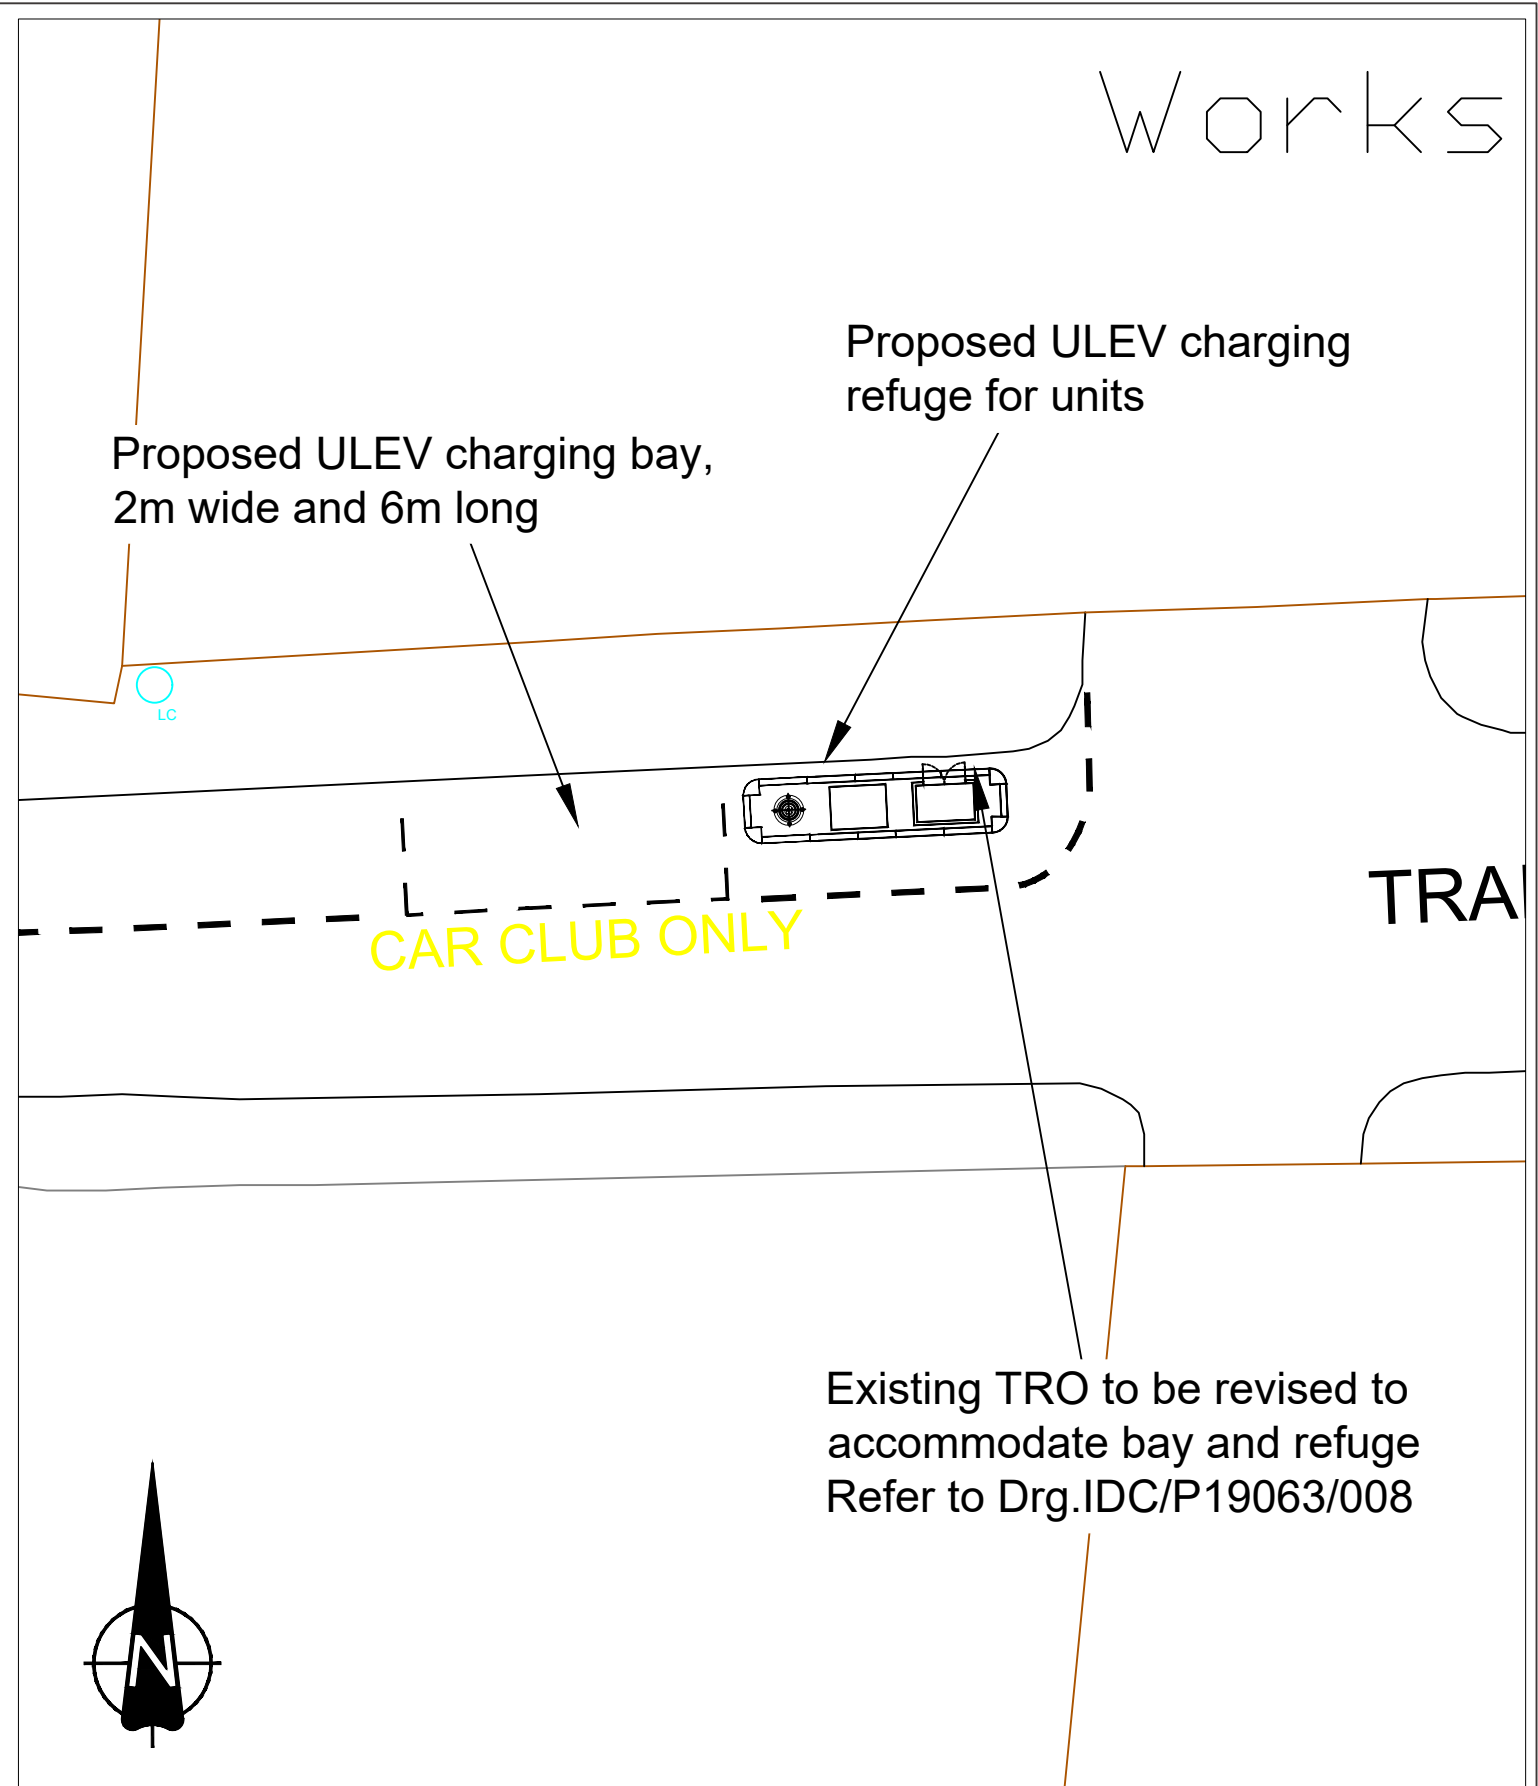 Works
Proposed ULEV charging
refuge for units
Proposed ULEV charging bay,
2m wide and 6m long
LC
CAR CLUB ONLY
Existing TRO to be revised to
accommodate bay and refuge
Refer to Drg.IDC/P19063/008
N